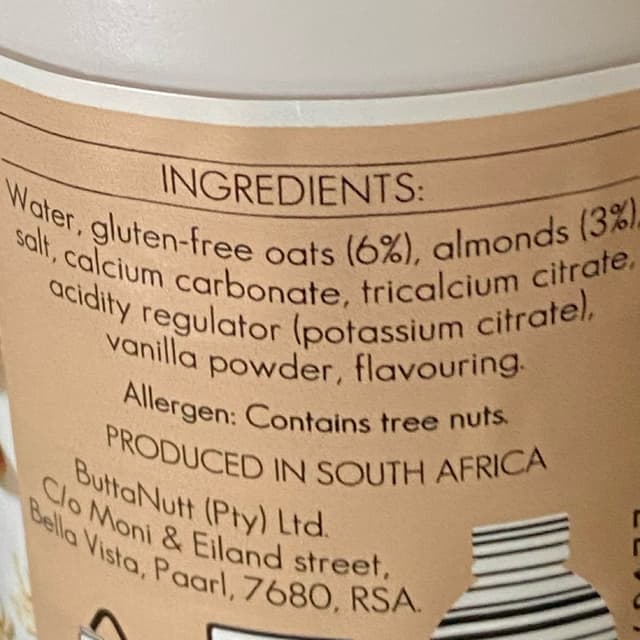 INGREDIENTS:
Water, gluten-free oats (6%), almonds (3%),
salt, calcium carbonate, tricalcium citrate,
acidity regulator (potassium citrate),
vanilla powder, flavouring.
Allergen: Contains tree nuts.
PRODUCED IN SOUTH AFRICA
ButtaNutt (Pty) Ltd.
C/o Moni & Eiland street,
Bella Vista, Paarl, 7680, RSA.